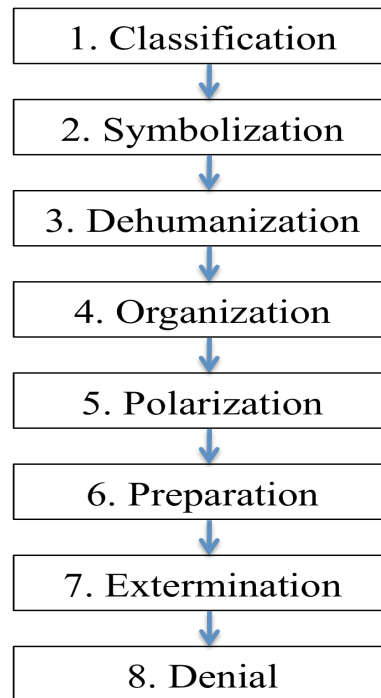 1. Classification
2. Symbolization
3. Dehumanization
4. Organization
5. Polarization
6. Preparation
7. Extermination
8. Denial